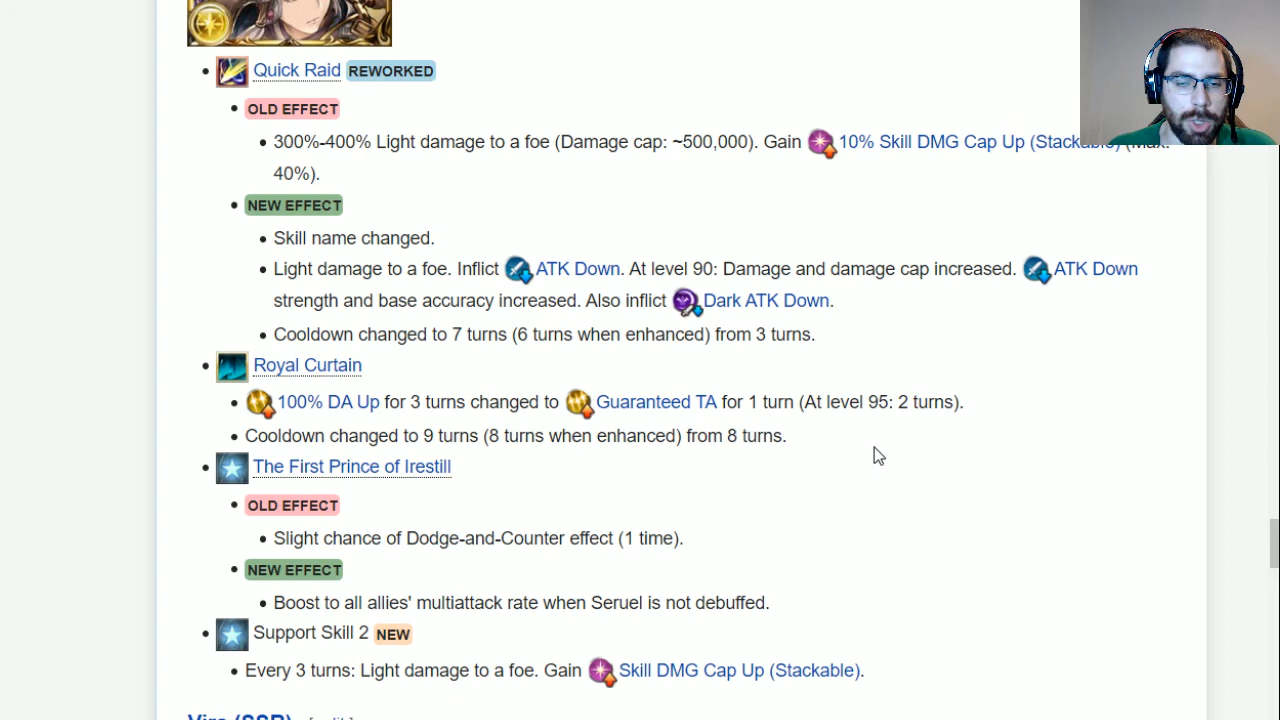 Quick Raid REWORKED
OLD EFFECT
300%-400% Light damage to a foe (Damage cap: ~500,000). Gain 10% Skill DMG Cap Up (Stackable) (Max:
40%).
NEW EFFECT
Skill name changed.
Light damage to a foe. Inflict ATK Down. At level 90: Damage and damage cap increased. ATK Down
strength and base accuracy increased. Also inflict Dark ATK Down.
Cooldown changed to 7 turns (6 turns when enhanced) from 3 turns.
Royal Curtain
100% DA Up for 3 turns changed to Guaranteed TA for 1 turn (At level 95: 2 turns).
Cooldown changed to 9 turns (8 turns when enhanced) from 8 turns.
The First Prince of Irestill
OLD EFFECT
Slight chance of Dodge-and-Counter effect (1 time).
NEW EFFECT
Boost to all allies' multiattack rate when Seruel is not debuffed.
Support Skill 2 NEW
Every 3 turns: Light damage to a foe. Gain Skill DMG Cap Up (Stackable).